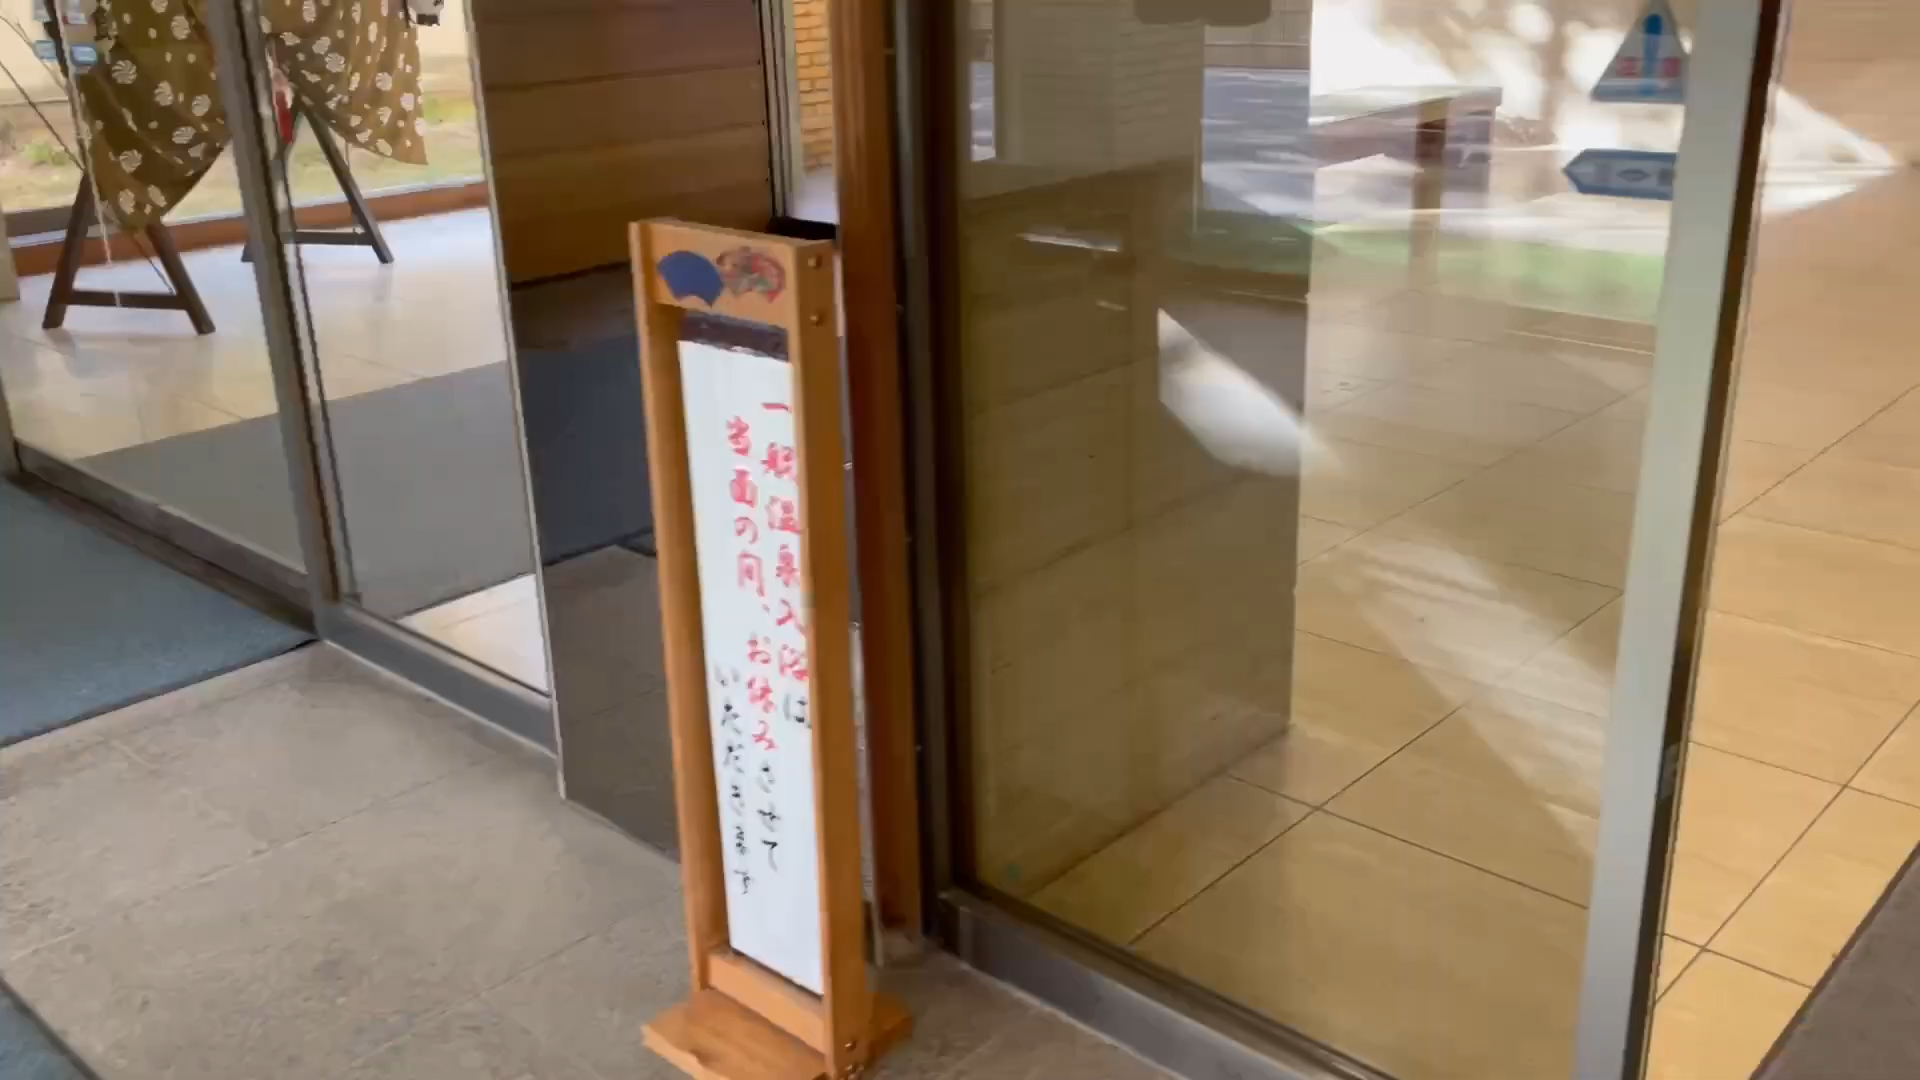 一般温泉入浴は
当面の間、お休みさせて
いただきます